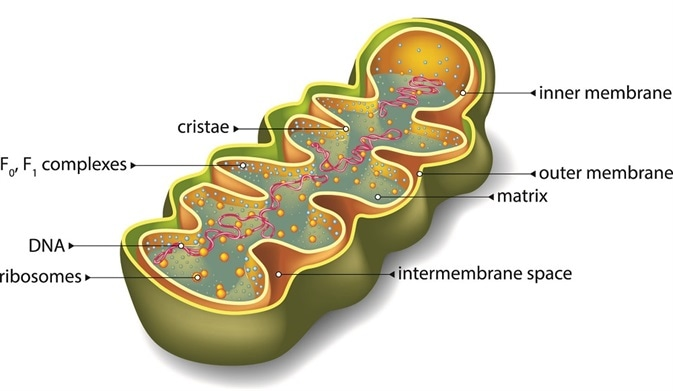 inner membrane
cristae
F₀, F₁ complexes
outer membrane
matrix
DNA
intermembrane space
ribosomes